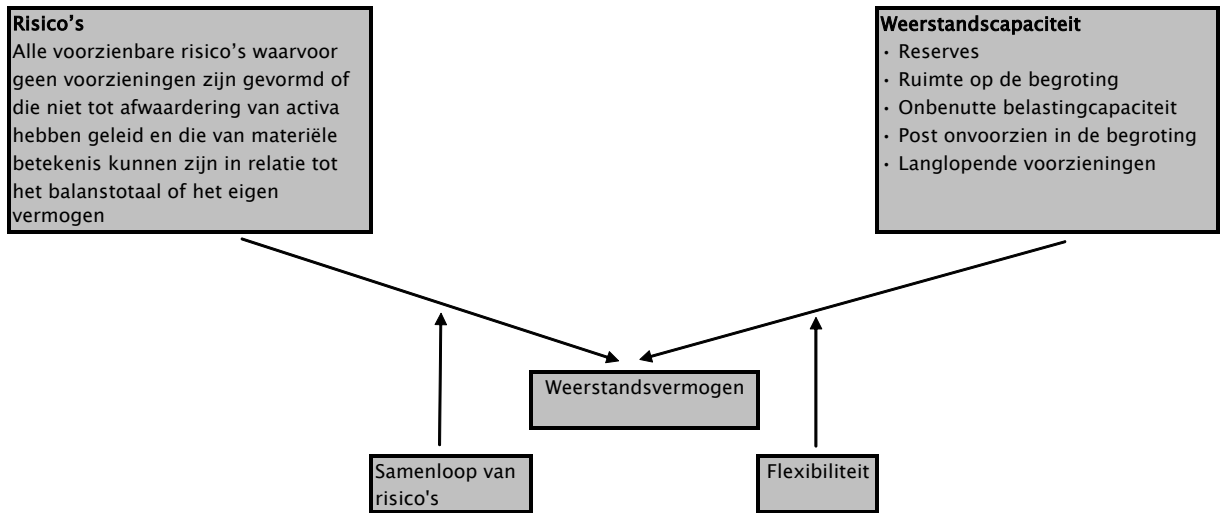 Risico’s
Alle voorzienbare risico’s waarvoor
geen voorzieningen zijn gevormd of
die niet tot afwaardering van activa
hebben geleid en die van materiële
betekenis kunnen zijn in relatie tot
het balanstotaal of het eigen
vermogen
Weerstandscapaciteit
• Reserves
• Ruimte op de begroting
• Onbenutte belastingcapaciteit
• Post onvoorzien in de begroting
• Langlopende voorzieningen
Weerstandsvermogen
Samenloop van
risico's
Flexibiliteit